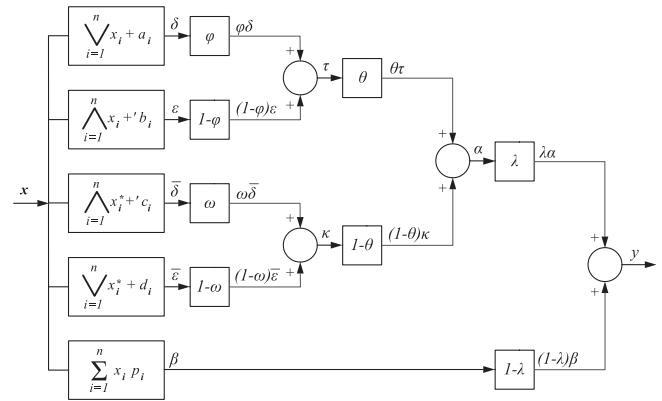 x
n
⋁ x_i + a_i
i=1
δ
φ
φδ
n
⋀ x_i +′ b_i
i=1
ε
1-φ
(1-φ)ε
+
+
τ
θ
θτ
n
⋀ x_i^* +′ c_i
i=1
δ̅
ω
ωδ̅
n
⋁ x_i^* + d_i
i=1
ε̅
1-ω
(1-ω)ε̅
+
+
κ
1-θ
(1-θ)κ
+
+
α
λ
λα
n
∑ x_i p_i
i=1
β
1-λ
(1-λ)β
+
+
y